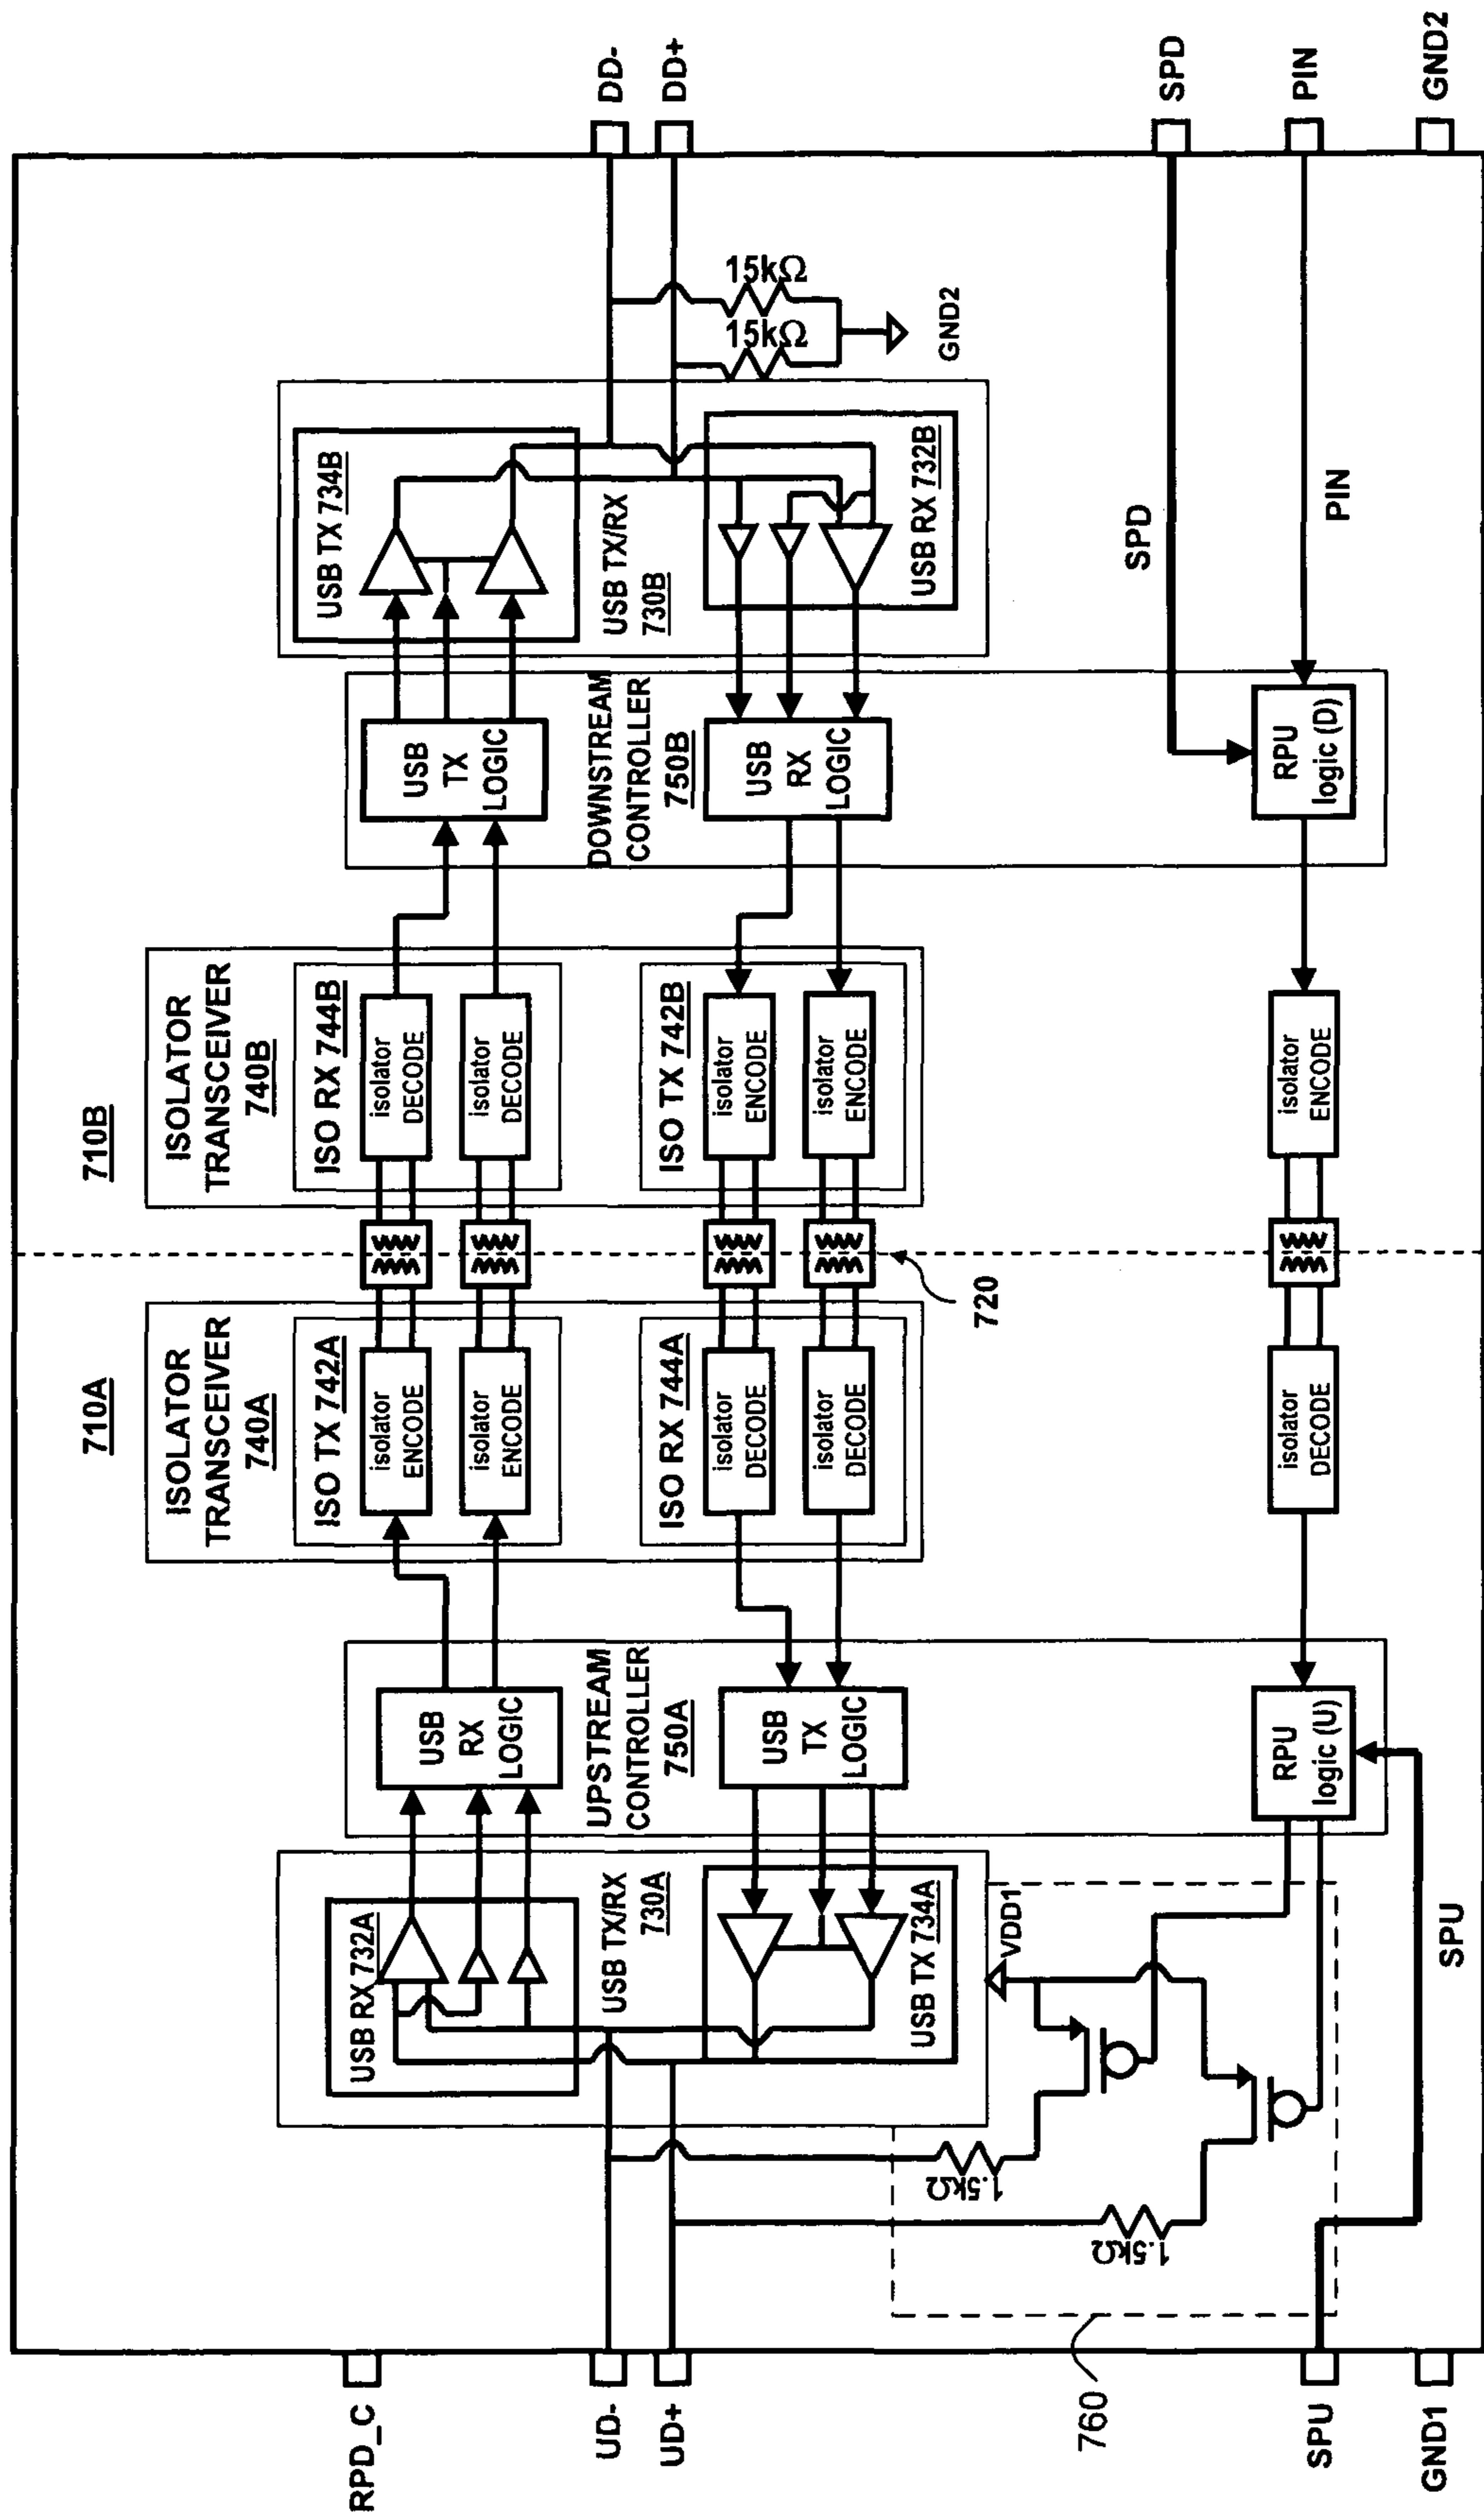 710A
710B
ISOLATOR
TRANSCEIVER
740A
ISOLATOR
TRANSCEIVER
740B
RPD_C
UD-
UD+
SPU
GND1
760
USB RX 732A
USB TX/RX
730A
USB TX 734A
VDD1
1.5kΩ
1.5kΩ
USB
RX
LOGIC
UPSTREAM
CONTROLLER
750A
USB
TX
LOGIC
RPU
logic (U)
SPU
ISO TX 742A
isolator
ENCODE
isolator
ENCODE
ISO RX 744A
isolator
DECODE
isolator
DECODE
isolator
DECODE
720
ISO RX 744B
isolator
DECODE
isolator
DECODE
ISO TX 742B
isolator
ENCODE
isolator
ENCODE
isolator
ENCODE
USB
TX
LOGIC
DOWNSTREAM
CONTROLLER
750B
USB
RX
LOGIC
RPU
logic (D)
USB TX 734B
USB TX/RX
730B
USB RX 732B
SPD
PIN
15kΩ
15kΩ
GND2
DD-
DD+
SPD
PIN
GND2